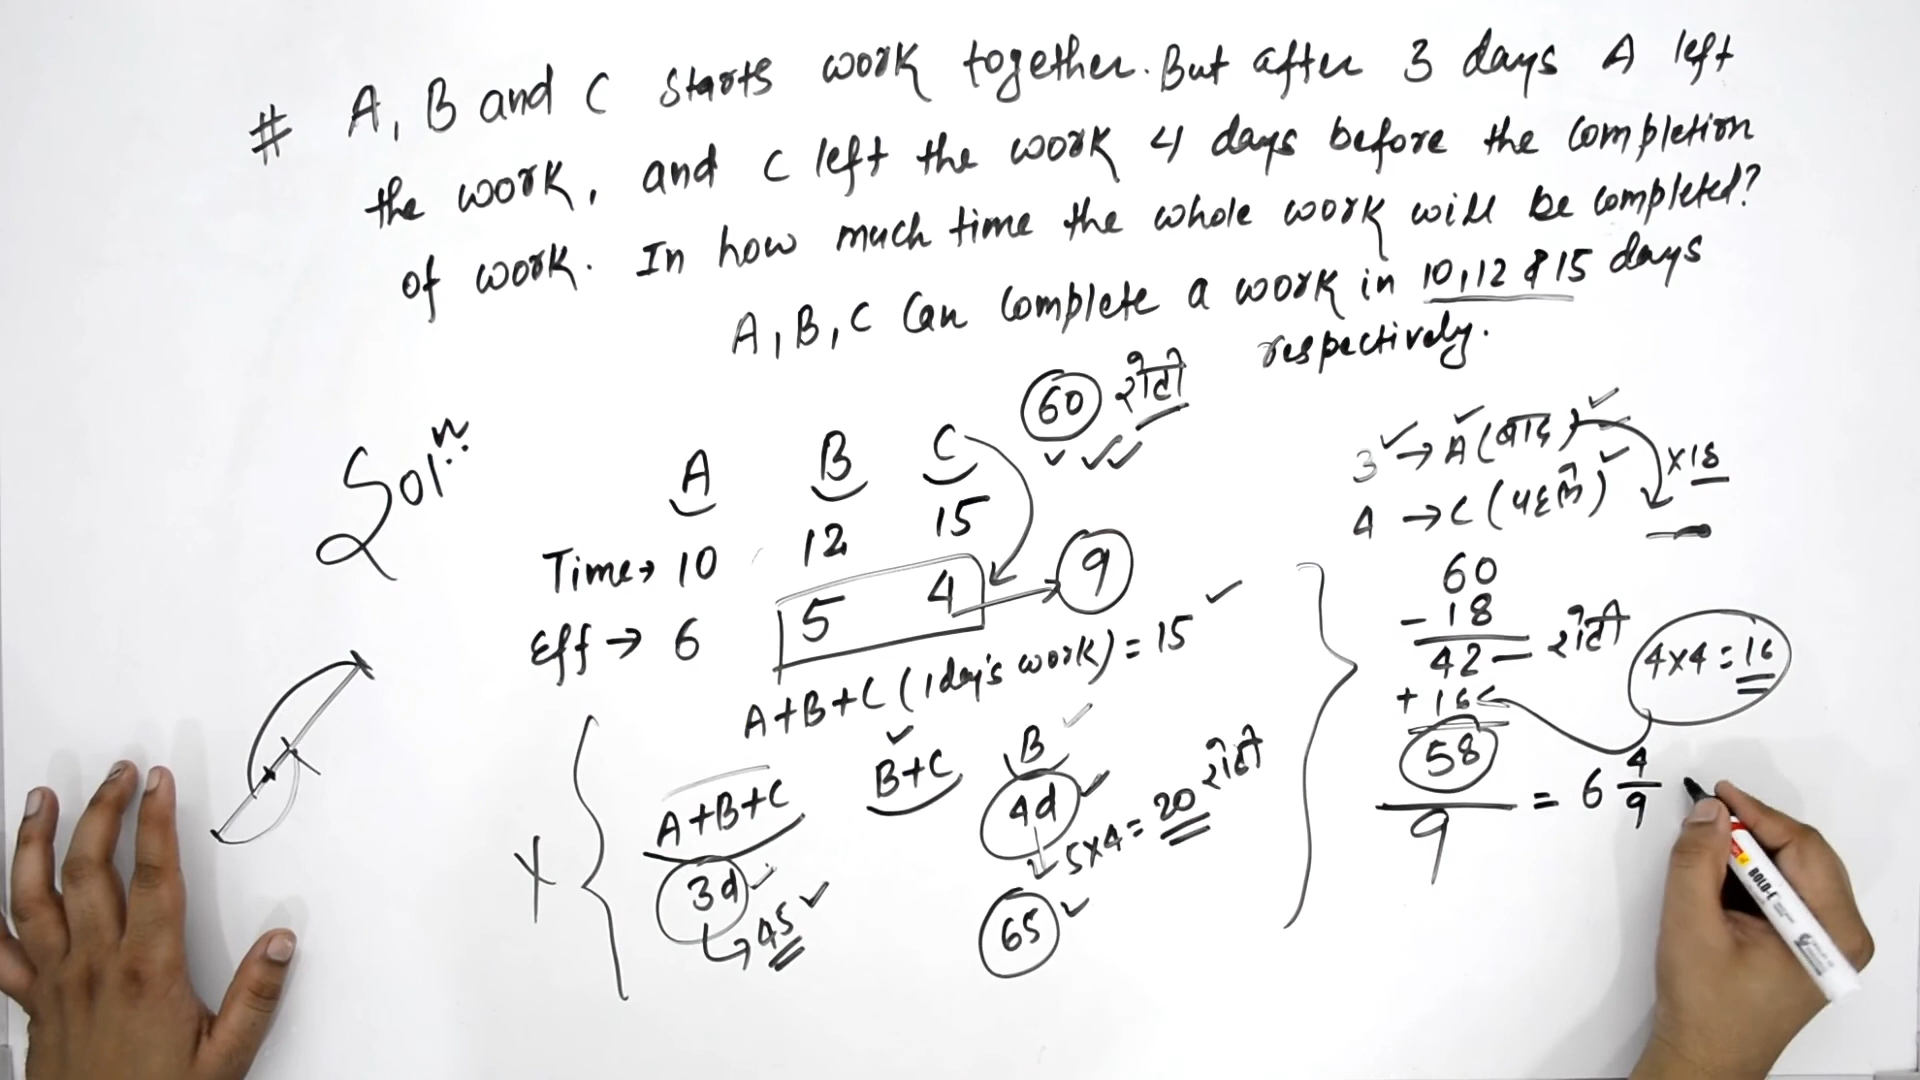 # A, B and C starts work together. But after 3 days A left
the work, and C left the work 4 days before the completion
of work. In how much time the whole work will be completed?
A, B, C Can complete a work in 10, 12 & 15 days
respectively.
Solⁿ:
60 रोटी
A B C
Time → 10 12 15
Eff → 6 5 4 → 9
A+B+C (1 day's work) = 15
A+B+C B+C B
3d 4d
→ 45 5×4 = 20 रोटी
65
3 → A (बाद) ×18
4 → C (पहले)
60
- 18
42 — रोटी
+ 16
4×4 = 16
58
9
= 6 4/9
BOLD-E